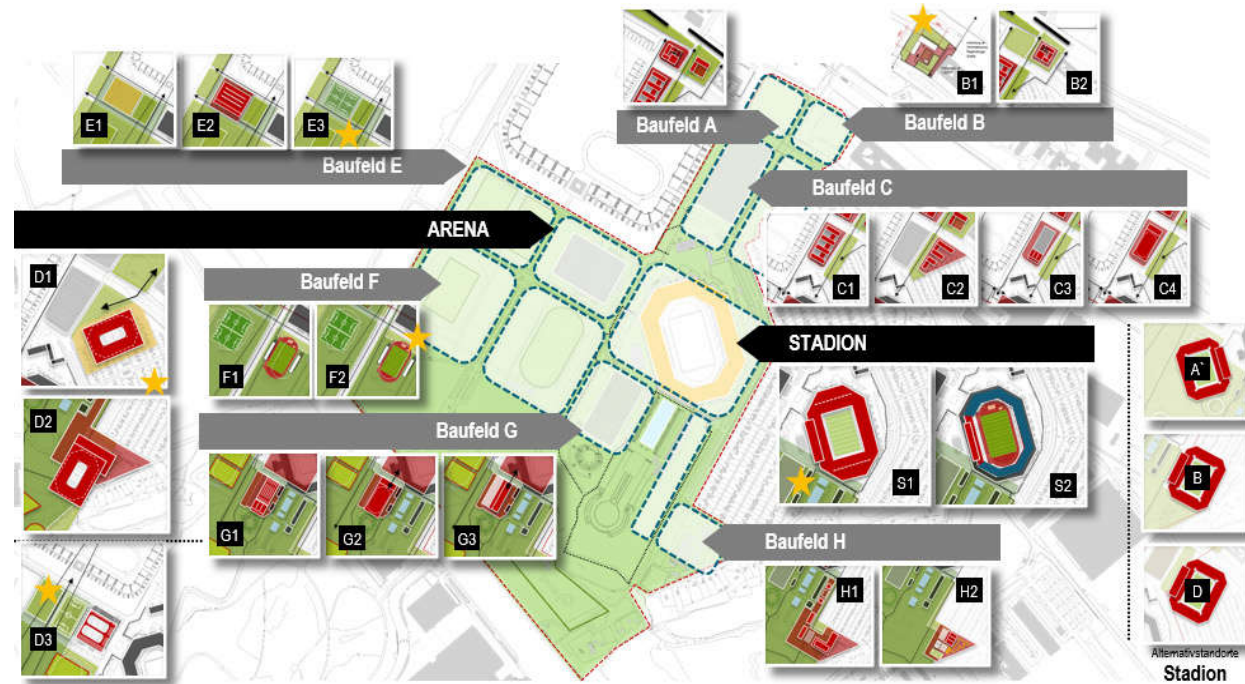 E1
E2
E3
Baufeld E
Baufeld A
B1
B2
Baufeld B
Baufeld C
C1
C2
C3
C4
ARENA
D1
Baufeld F
F1
F2
D2
Baufeld G
G1
G2
G3
D3
STADION
S1
S2
Baufeld H
H1
H2
A`
B
D
Alternativstandorte
Stadion